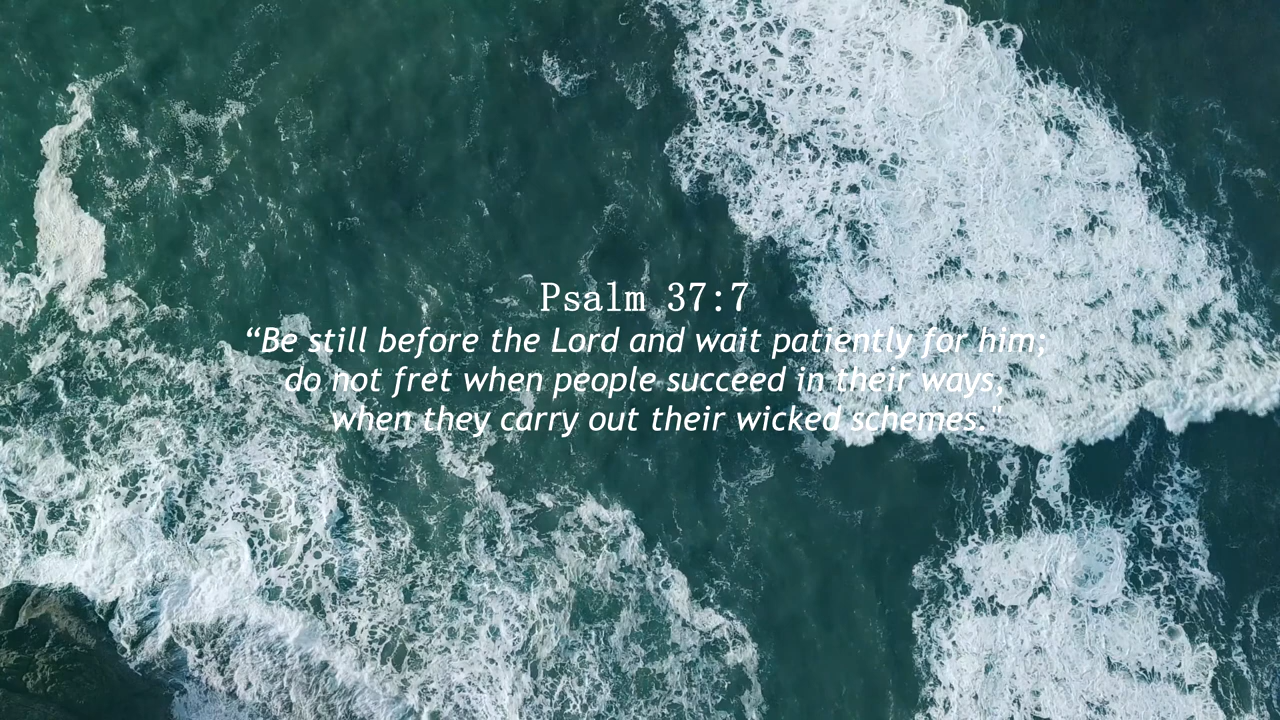 Psalm 37:7
“Be still before the Lord and wait patiently for him;
do not fret when people succeed in their ways,
when they carry out their wicked schemes."